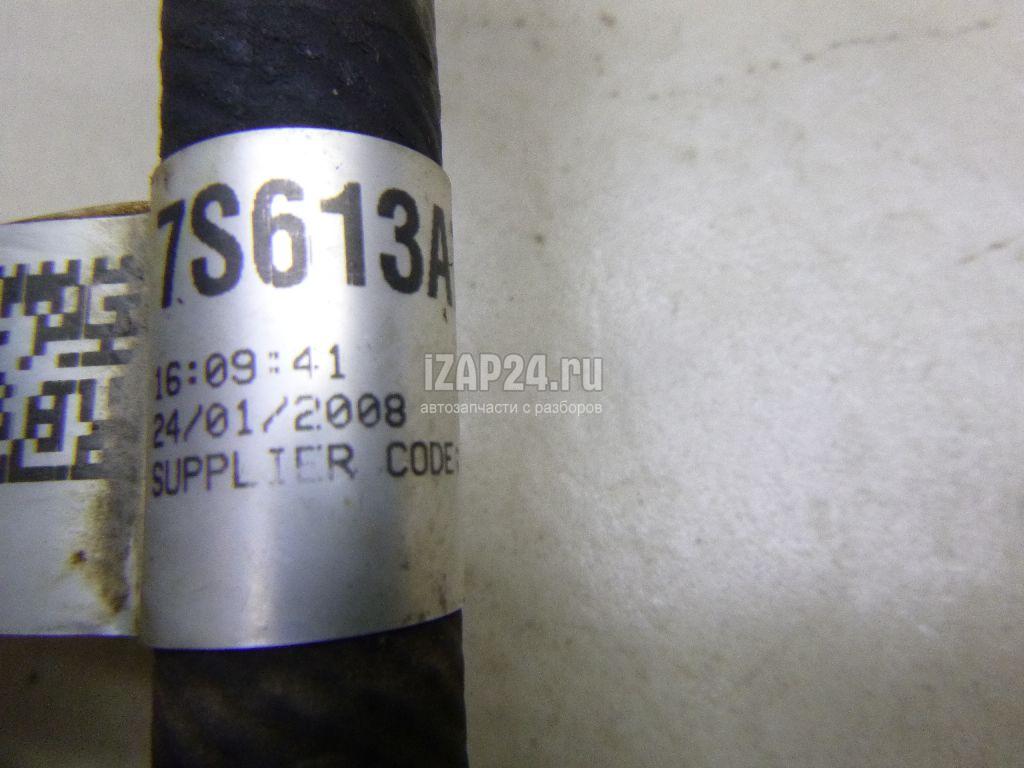 7S613A
16:09:41
24/01/2008
SUPPLIER CODE:
iZAP24.ru
автозапчасти с разборов